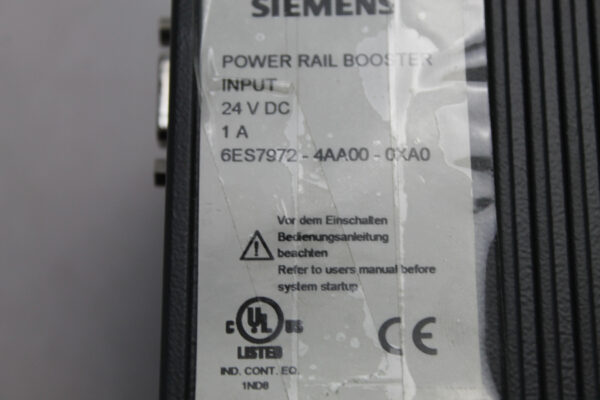 SIEMENS
POWER RAIL BOOSTER
INPUT
24 V DC
1 A
6ES7972 - 4AA00 - 0XA0
Vor dem Einschalten
Bedienungsanleitung
beachten
Refer to users manual before
system startup
C UL US
LISTED
CE
IND. CONT. EQ.
1ND8